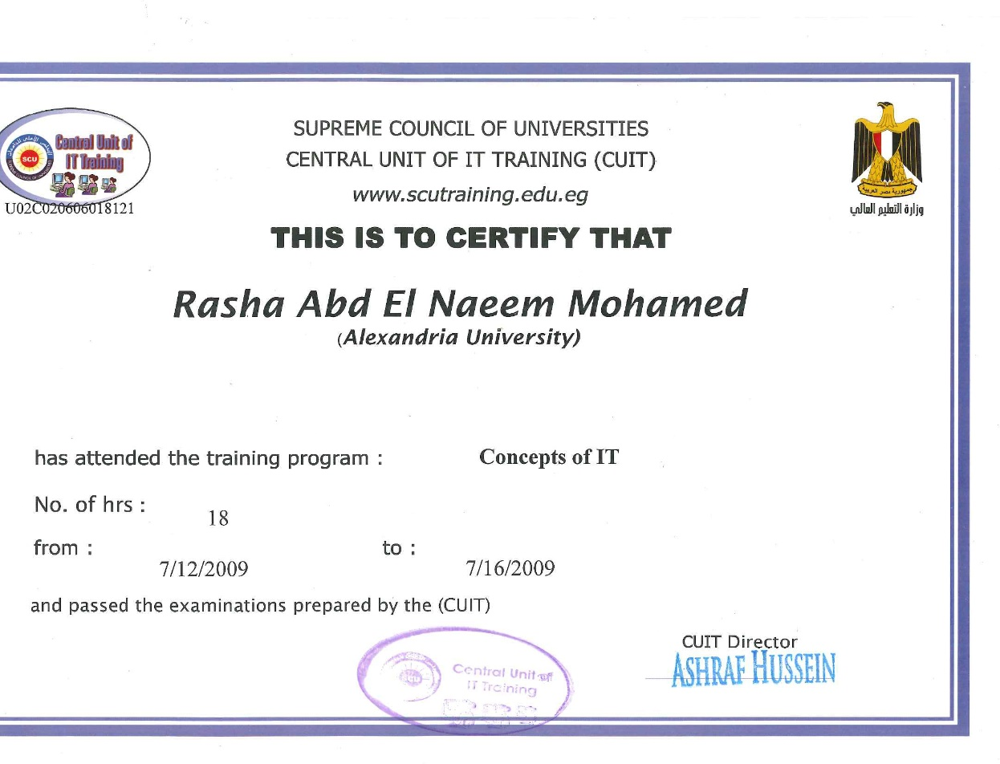 SUPREME COUNCIL OF UNIVERSITIES
CENTRAL UNIT OF IT TRAINING (CUIT)
www.scutraining.edu.eg
Central Unit of
IT Training
SCU
U02C020606018121
جمهورية مصر العربية
وزارة التعليم العالي
THIS IS TO CERTIFY THAT
Rasha Abd El Naeem Mohamed
(Alexandria University)
has attended the training program : Concepts of IT
No. of hrs : 18
from : 7/12/2009 to : 7/16/2009
and passed the examinations prepared by the (CUIT)
SCU
Central Unit of
IT Training
CUIT Director
ASHRAF HUSSEIN